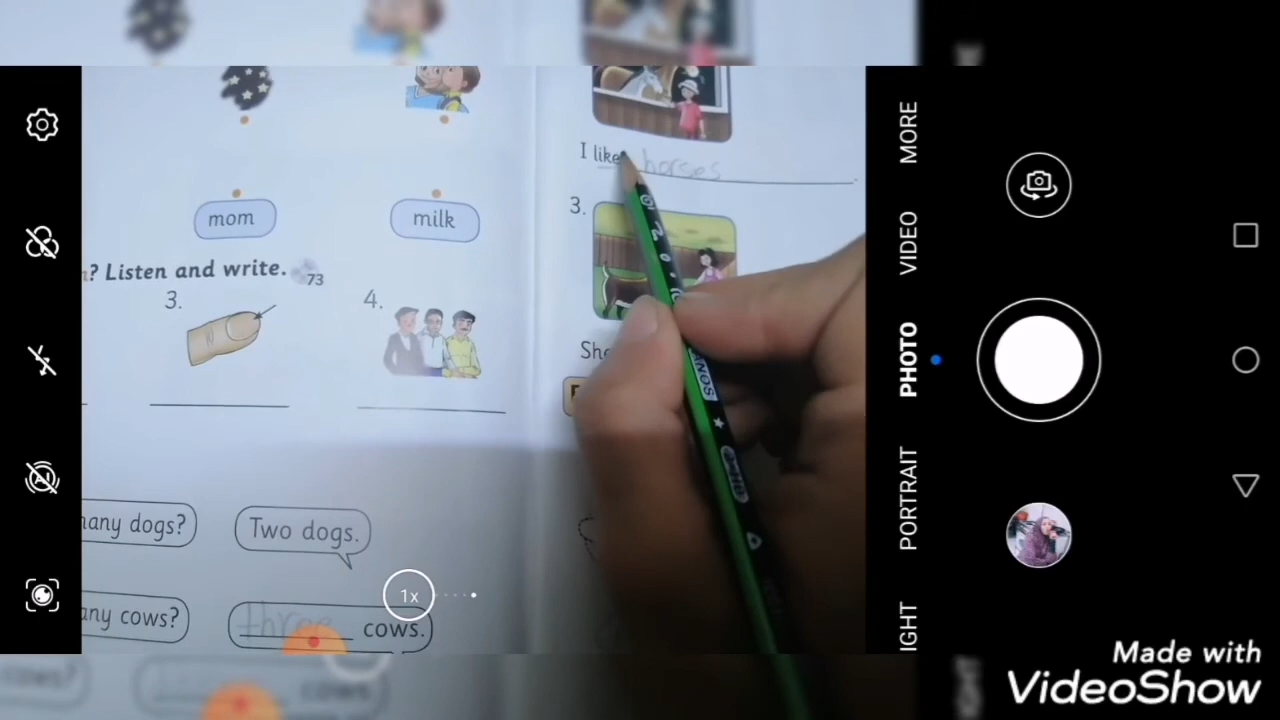 mom
milk
? Listen and write. 73
3.
4.
any dogs?
Two dogs.
any cows?
three cows.
I like horses.
3.
She
1x
MORE
VIDEO
PHOTO
PORTRAIT
IGHT
Made with
VideoShow